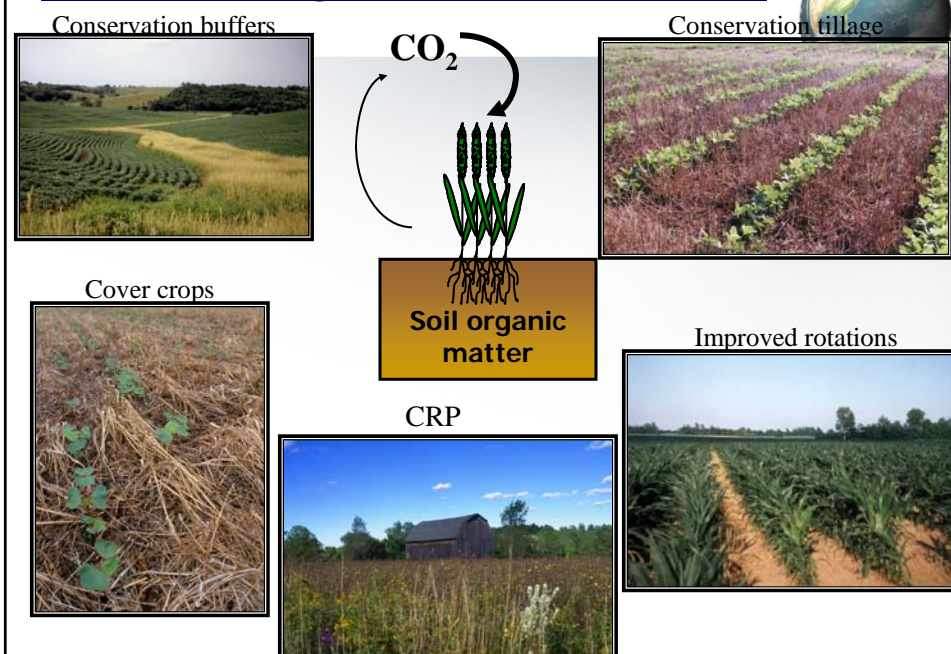 Conservation buffers
CO₂
Conservation tillage
Cover crops
Soil organic
matter
Improved rotations
CRP